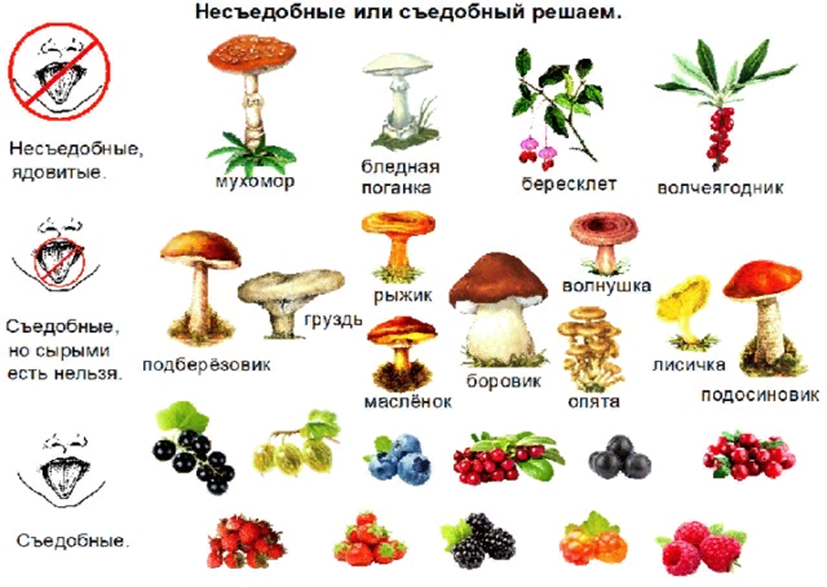 Несъедобные или съедобный решаем.
Несъедобные,
ядовитые.
мухомор
бледная
поганка
бересклет
волчеягодник
Съедобные,
но сырыми
есть нельзя.
подберёзовик
груздь
рыжик
маслёнок
боровик
волнушка
опята
лисичка
подосиновик
Съедобные.